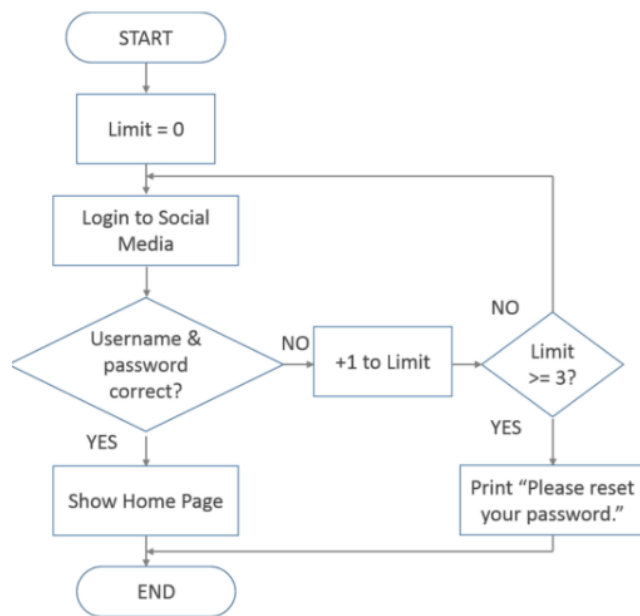 START
Limit = 0
Login to Social
Media
Username &
password
correct?
NO
+1 to Limit
NO
Limit
>= 3?
YES
YES
Show Home Page
Print “Please reset
your password.”
END